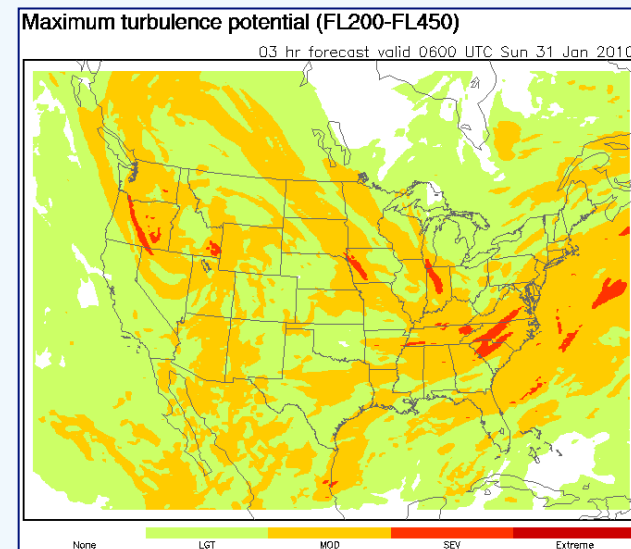 Maximum turbulence potential (FL200-FL450)
03 hr forecast valid 0600 UTC Sun 31 Jan 2010
None LGT MOD SEV Extreme